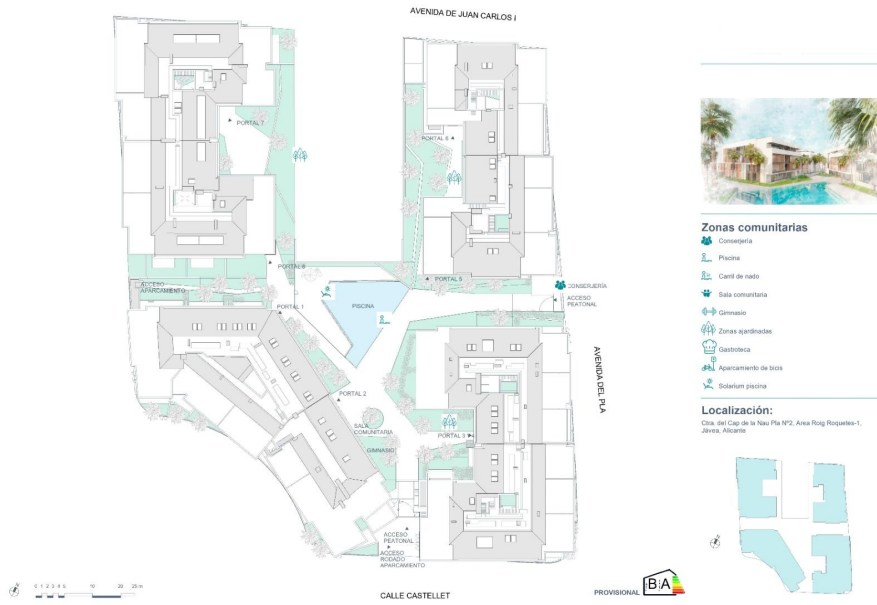 AVENIDA DE JUAN CARLOS I
PORTAL 7
PORTAL 8
PORTAL 6
PORTAL 5
ACCESO
APARCAMIENTO
PORTAL 1
PISCINA
CONSERJERÍA
ACCESO
PEATONAL
AVENIDA DEL PLA
PORTAL 2
SALA
COMUNITARIA
GIMNASIO
PORTAL 3
ACCESO
PEATONAL
ACCESO
RODADO
APARCAMIENTO
CALLE CASTELLET
0 1 2 3 4 5 10 20 25 m
PROVISIONAL
B A
Zonas comunitarias
Conserjería
Piscina
Carril de nado
Sala comunitaria
Gimnasio
Zonas ajardinadas
Gastroteca
Aparcamiento de bicis
Solarium piscina
Localización:
Ctra. del Cap de la Nau Pla Nº2, Area Roig Roquetes-1,
Jávea, Alicante